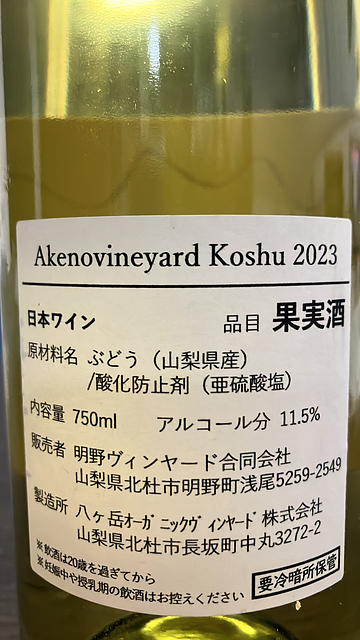 Akenovineyard Koshu 2023
日本ワイン 品目 果実酒
原材料名 ぶどう（山梨県産）
/酸化防止剤（亜硫酸塩）
内容量 750ml アルコール分 11.5%
販売者 明野ヴィンヤード合同会社
山梨県北杜市明野町浅尾5259-2549
製造所 八ヶ岳オーガニックヴィンヤード株式会社
山梨県北杜市長坂町中丸3272-2
※飲酒は20歳を過ぎてから
※妊娠中や授乳期の飲酒はお控えください
要冷暗所保管